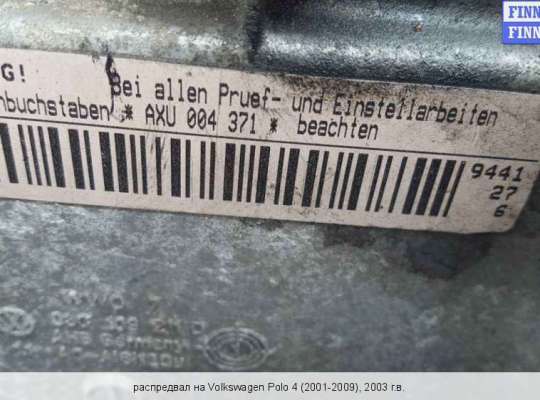 FINN
FINN
G!
Bei allen Pruef- und Einstellarbeiten
nbuchstaben * AXU 004 371 * beachten
9441
27
6
распредвал на Volkswagen Polo 4 (2001-2009), 2003 г.в.